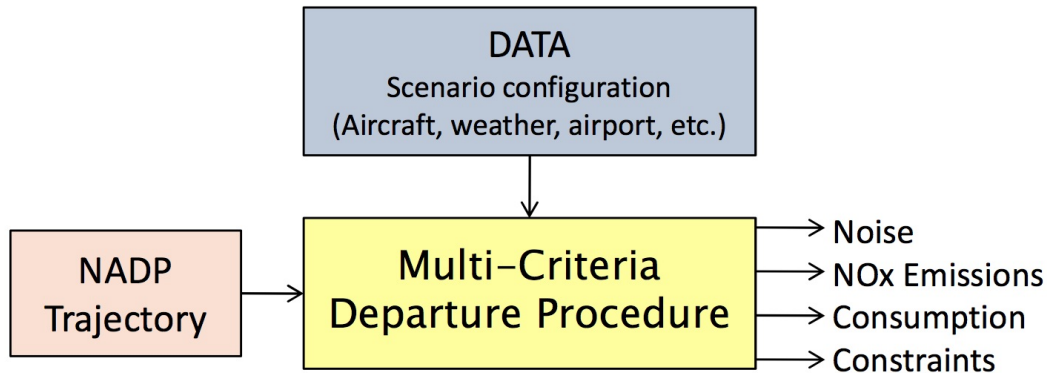 DATA
Scenario configuration
(Aircraft, weather, airport, etc.)
NADP
Trajectory
Multi-Criteria
Departure Procedure
Noise
NOx Emissions
Consumption
Constraints